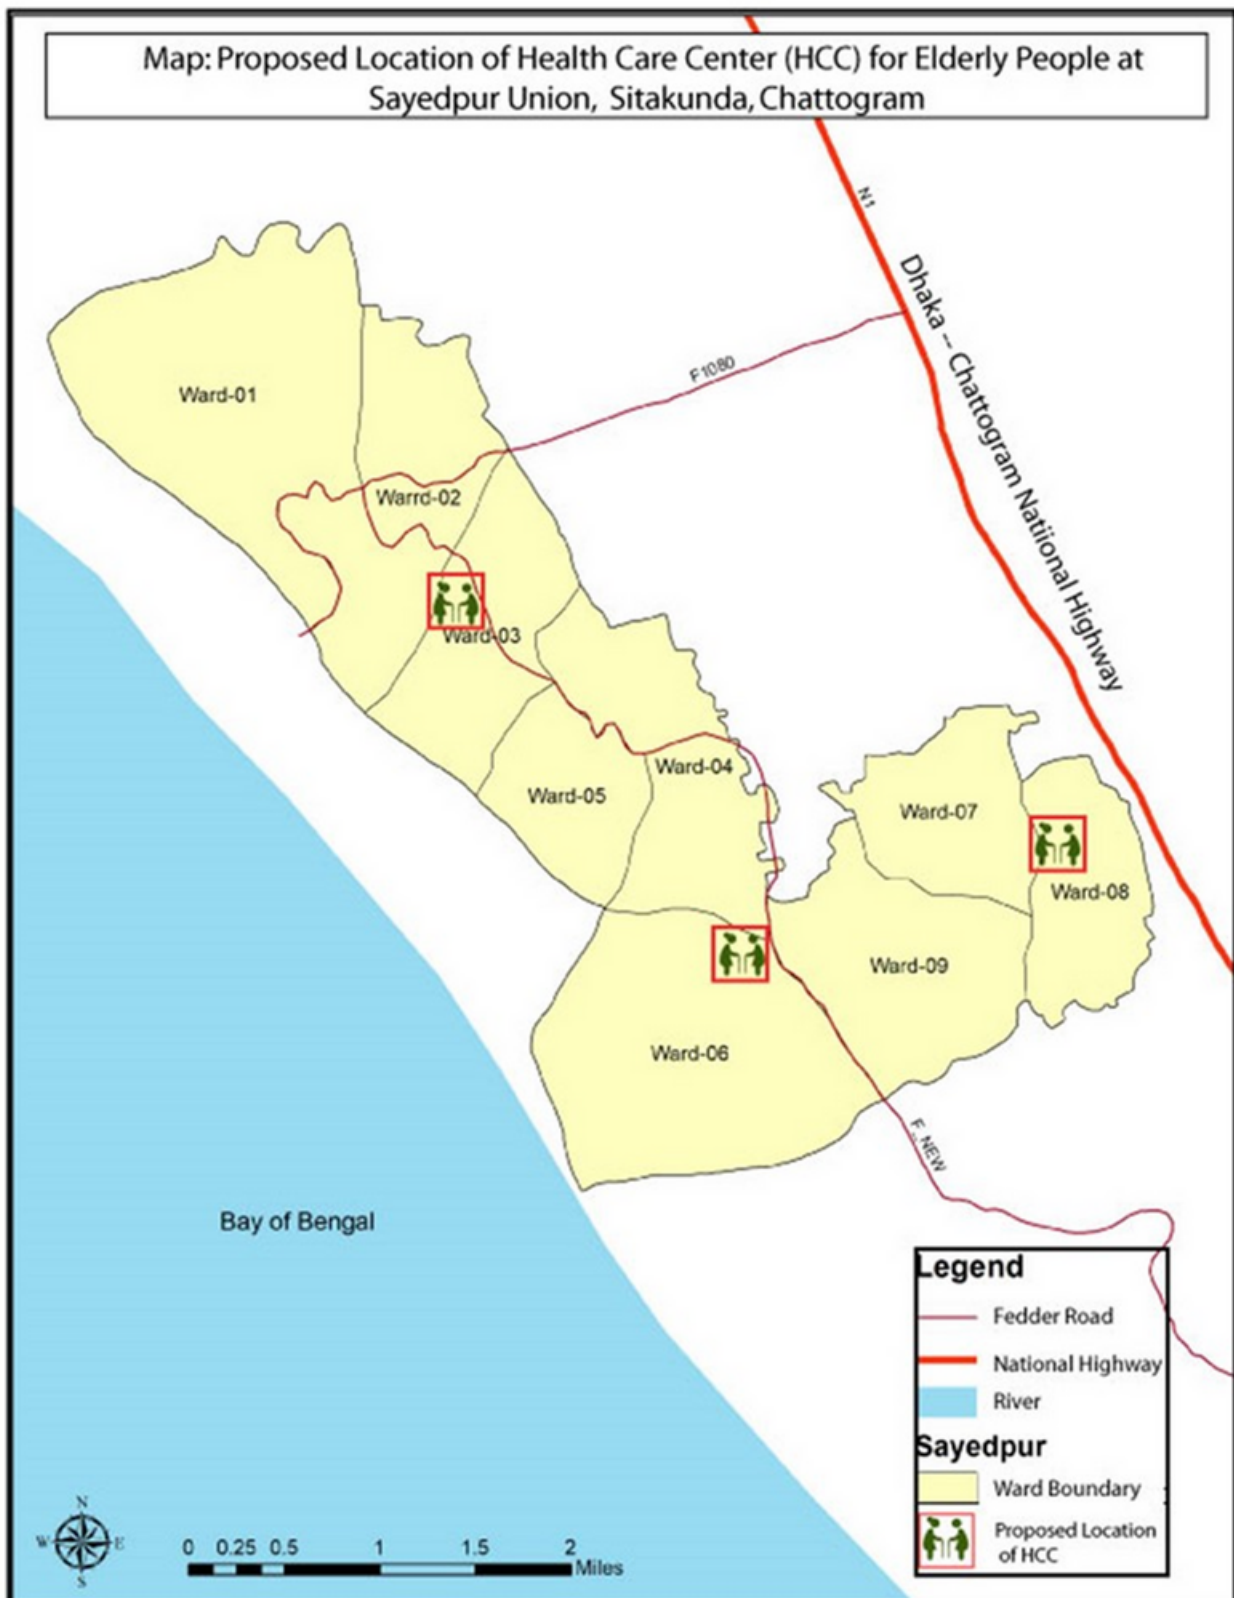 Map: Proposed Location of Health Care Center (HCC) for Elderly People at
Sayedpur Union, Sitakunda, Chattogram
N1
Dhaka -- Chattogram Natiional Highway
F1080
Ward-01
Warrd-02
Ward-03
Ward-04
Ward-05
Ward-07
Ward-08
Ward-09
Ward-06
F_NEW
Bay of Bengal
Legend
Fedder Road
National Highway
River
Sayedpur
Ward Boundary
Proposed Location
of HCC
N
W E
S
0 0.25 0.5 1 1.5 2
Miles